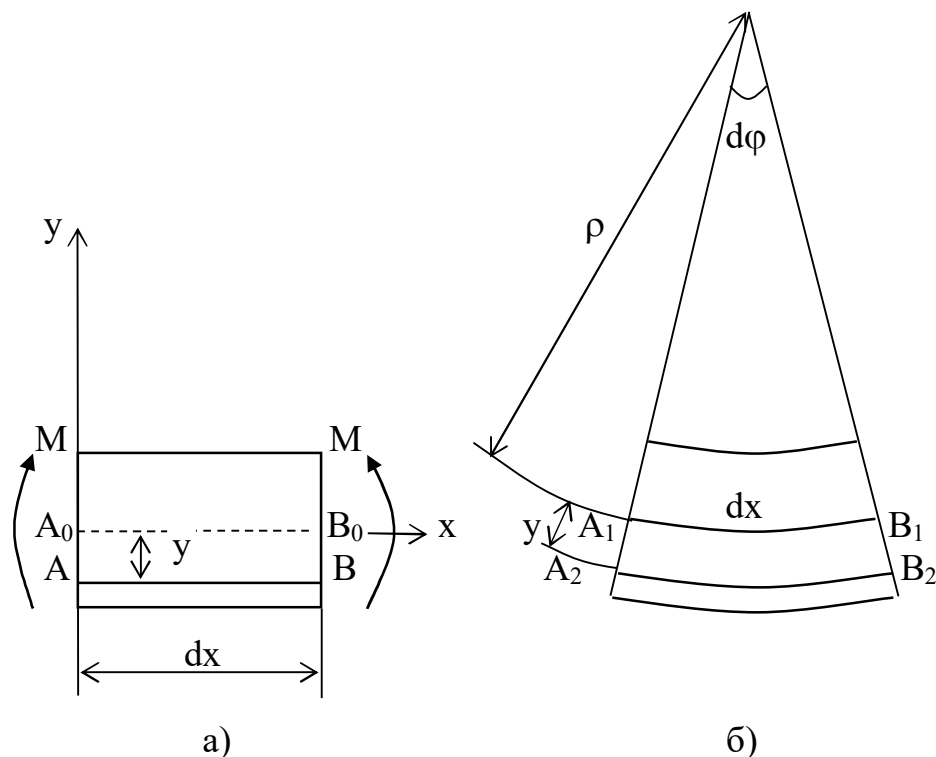 y
M
M
A₀
B₀
x
y
A
B
dx
а)
dφ
ρ
dx
y
A₁
B₁
A₂
B₂
б)